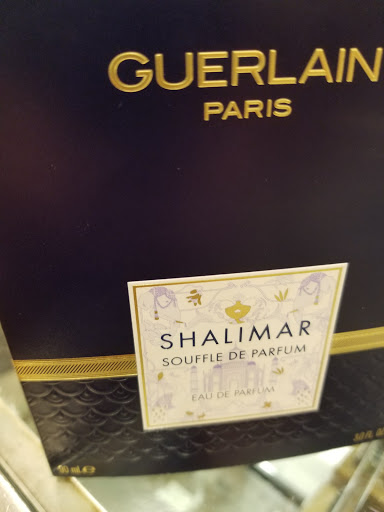 GUERLAIN
PARIS
SHALIMAR
SOUFFLE DE PARFUM
EAU DE PARFUM